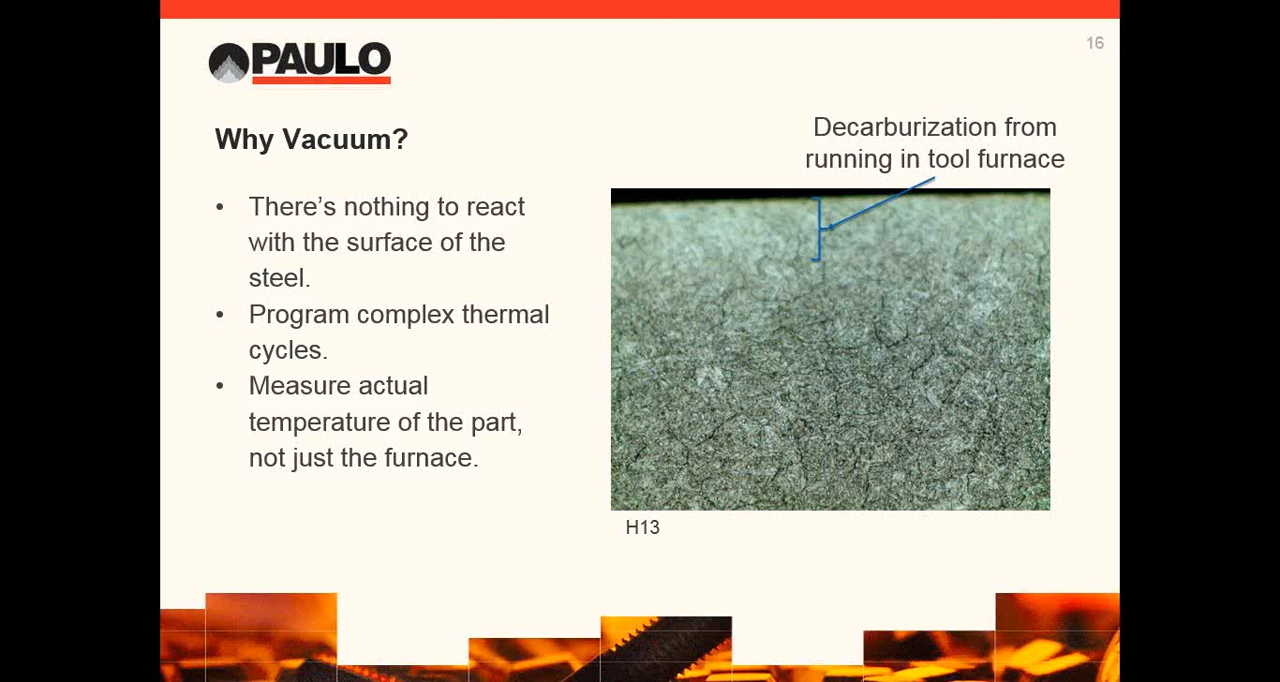 PAULO
16
Why Vacuum?
• There’s nothing to react
with the surface of the
steel.
• Program complex thermal
cycles.
• Measure actual
temperature of the part,
not just the furnace.
Decarburization from
running in tool furnace
H13